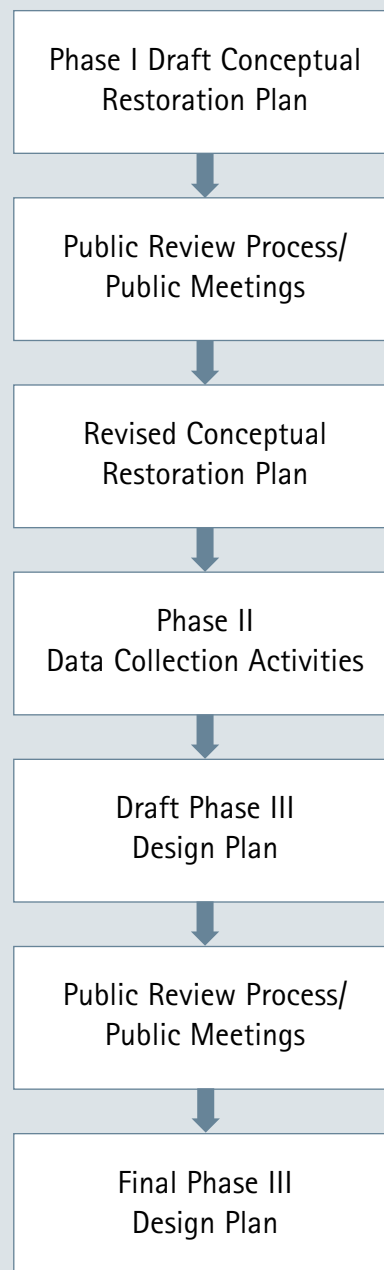 Phase I Draft Conceptual
Restoration Plan
Public Review Process/
Public Meetings
Revised Conceptual
Restoration Plan
Phase II
Data Collection Activities
Draft Phase III
Design Plan
Public Review Process/
Public Meetings
Final Phase III
Design Plan